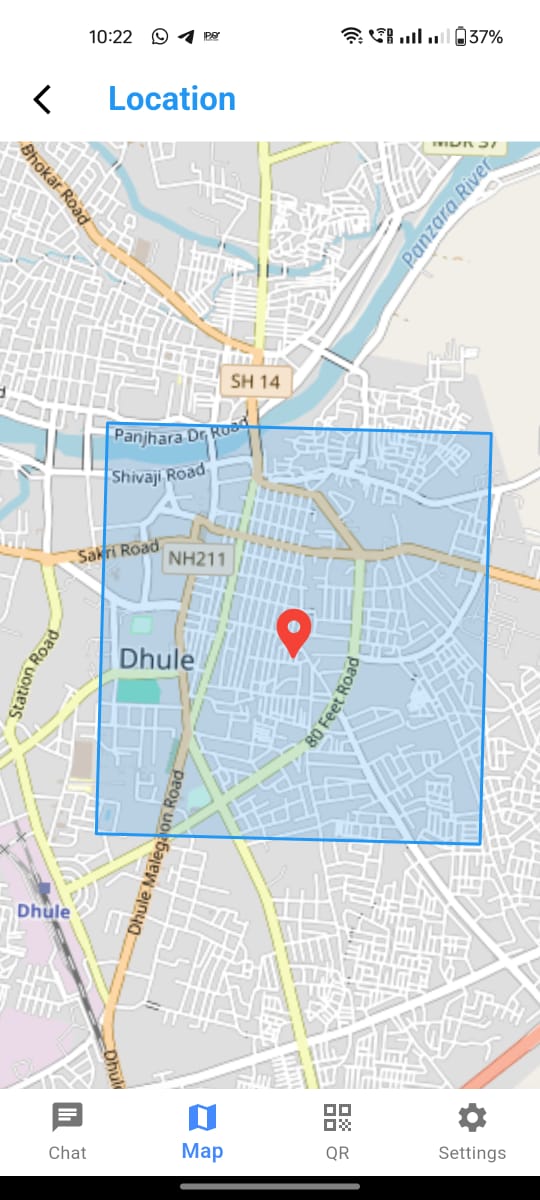 10:22
37%
Location
MDR 37
Bhokar Road
Panzara River
SH 14
Panjhara Dr Road
Shivaji Road
Sakri Road
NH211
Dhule
Station Road
80 Feet Road
Dhule Malegaon Road
Dhule
Dhule
Chat
Map
QR
Settings